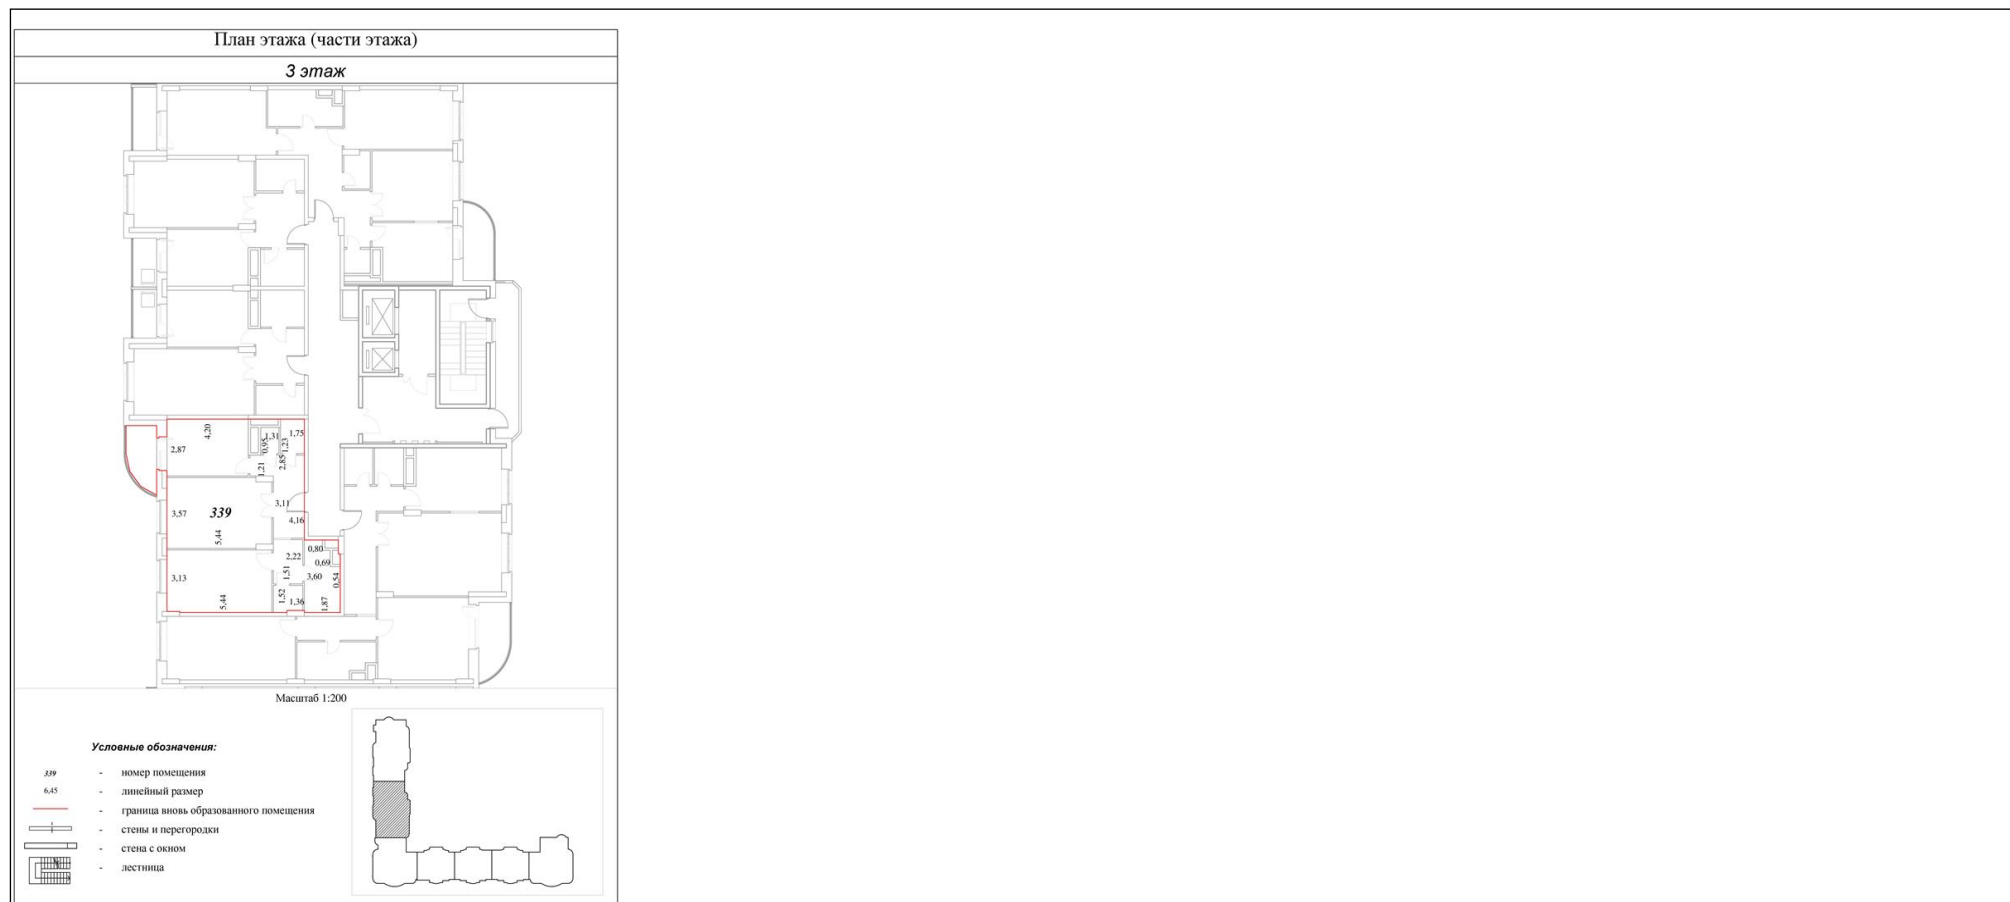 План этажа (части этажа)
3 этаж
4,20
1,31
1,75
0,95
1,23
2,87
1,21
2,85
3,11
3,57
339
4,16
5,44
0,80
2,22
0,69
1,51
3,60
3,13
0,54
1,52
5,44
1,36
1,87
Масштаб 1:200
Условные обозначения:
339 - номер помещения
6,45 - линейный размер
- граница вновь образованного помещения
- стены и перегородки
- стена с окном
- лестница